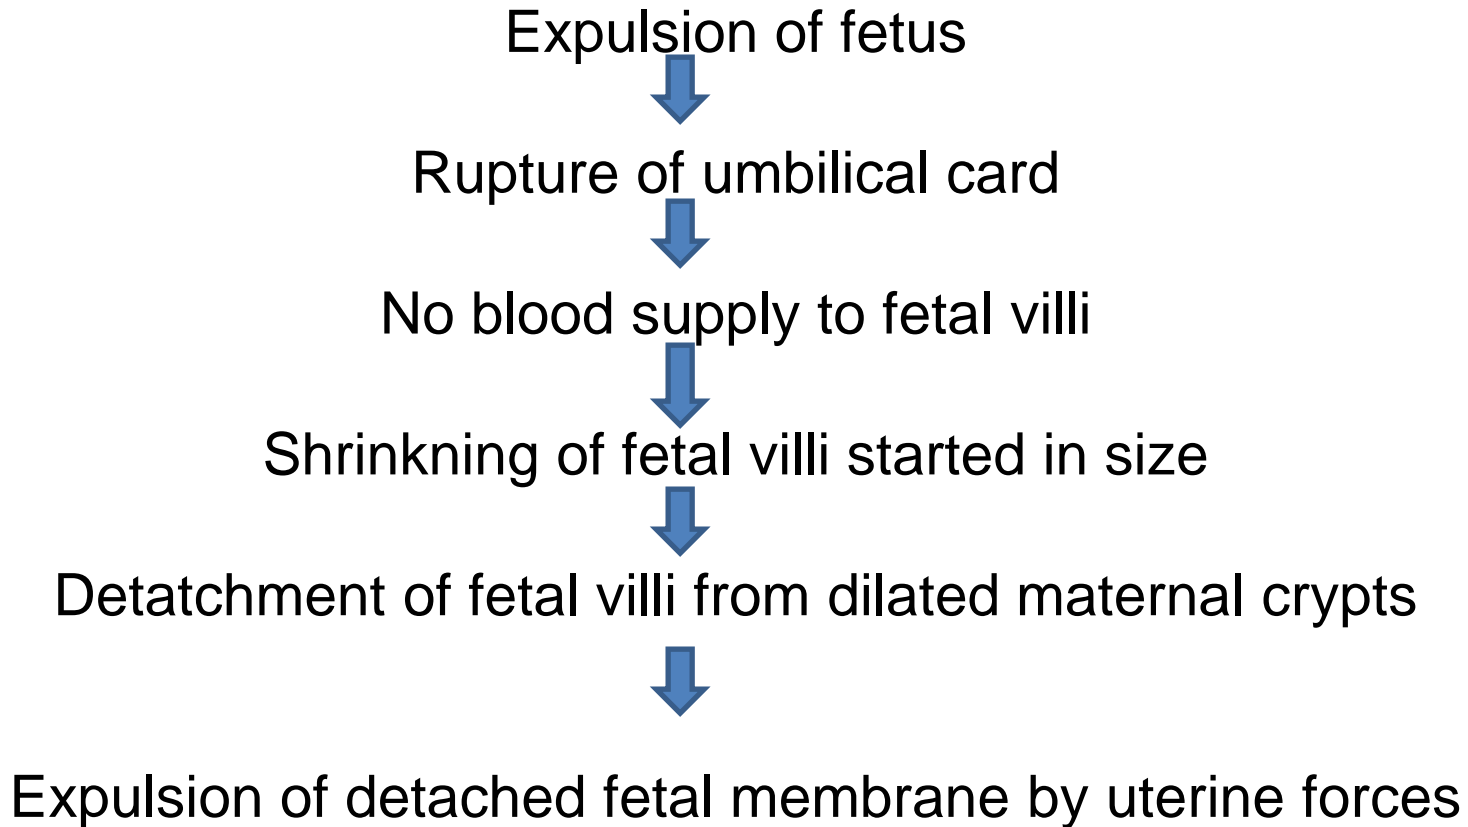 Expulsion of fetus
Rupture of umbilical card
No blood supply to fetal villi
Shrinkning of fetal villi started in size
Detatchment of fetal villi from dilated maternal crypts
Expulsion of detached fetal membrane by uterine forces